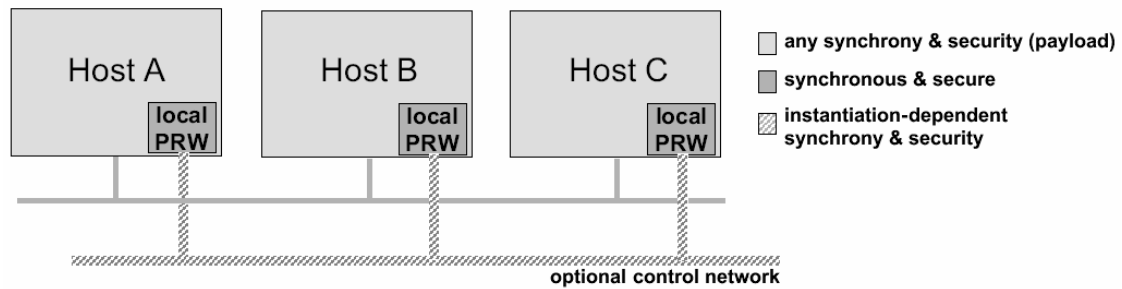 Host A
local
PRW
Host B
local
PRW
Host C
local
PRW
any synchrony & security (payload)
synchronous & secure
instantiation-dependent
synchrony & security
optional control network